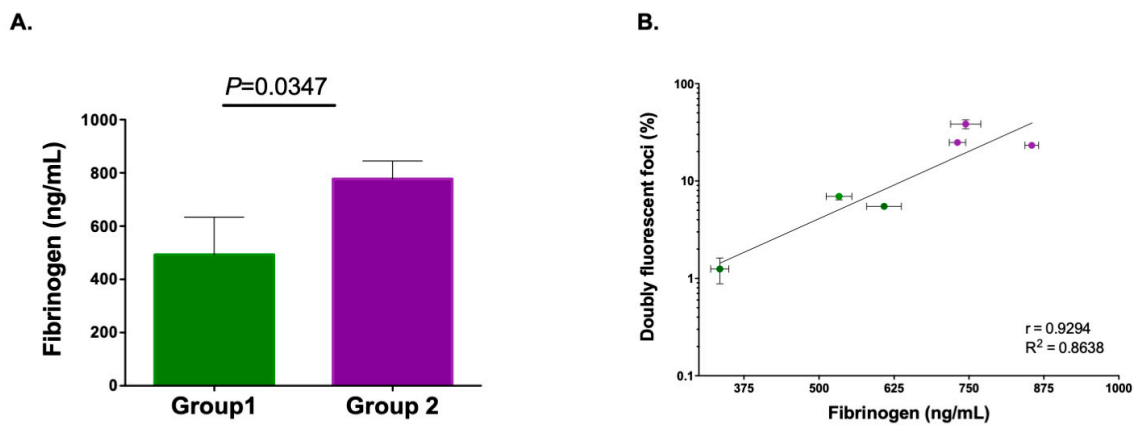 A.
P=0.0347
Fibrinogen (ng/mL)
1000
800
600
400
200
0
Group1 Group 2
B.
Doubly fluorescent foci (%)
100
10
1
0.1
r = 0.9294
R² = 0.8638
375 500 625 750 875 1000
Fibrinogen (ng/mL)